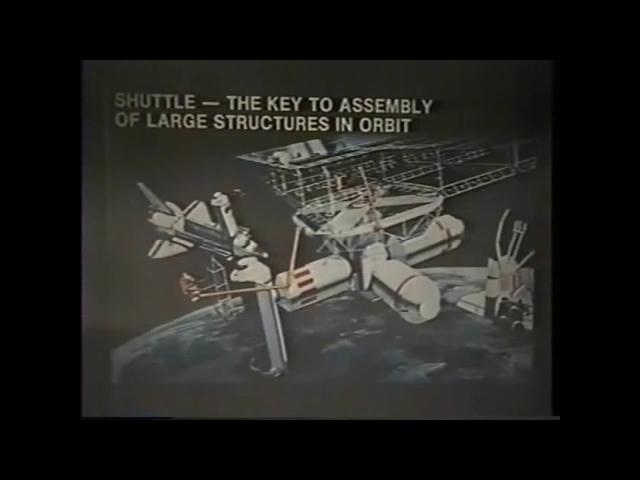 SHUTTLE — THE KEY TO ASSEMBLY
OF LARGE STRUCTURES IN ORBIT